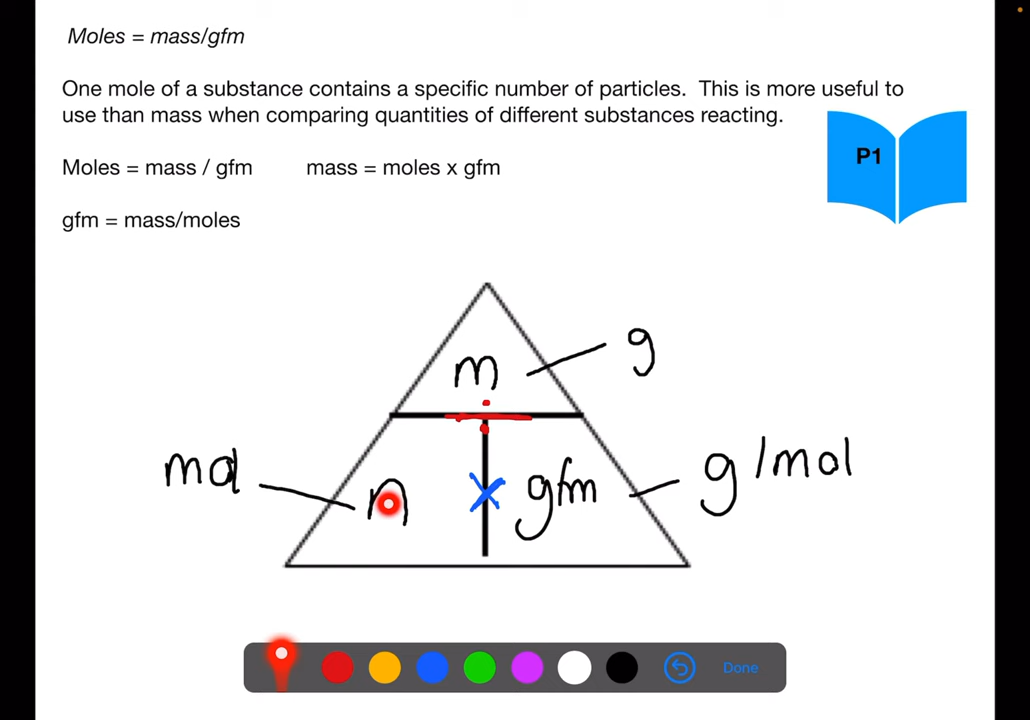 Moles = mass/gfm
One mole of a substance contains a specific number of particles. This is more useful to
use than mass when comparing quantities of different substances reacting.
P1
Moles = mass / gfm mass = moles x gfm
gfm = mass/moles
m g
mol n gfm g/mol
Done